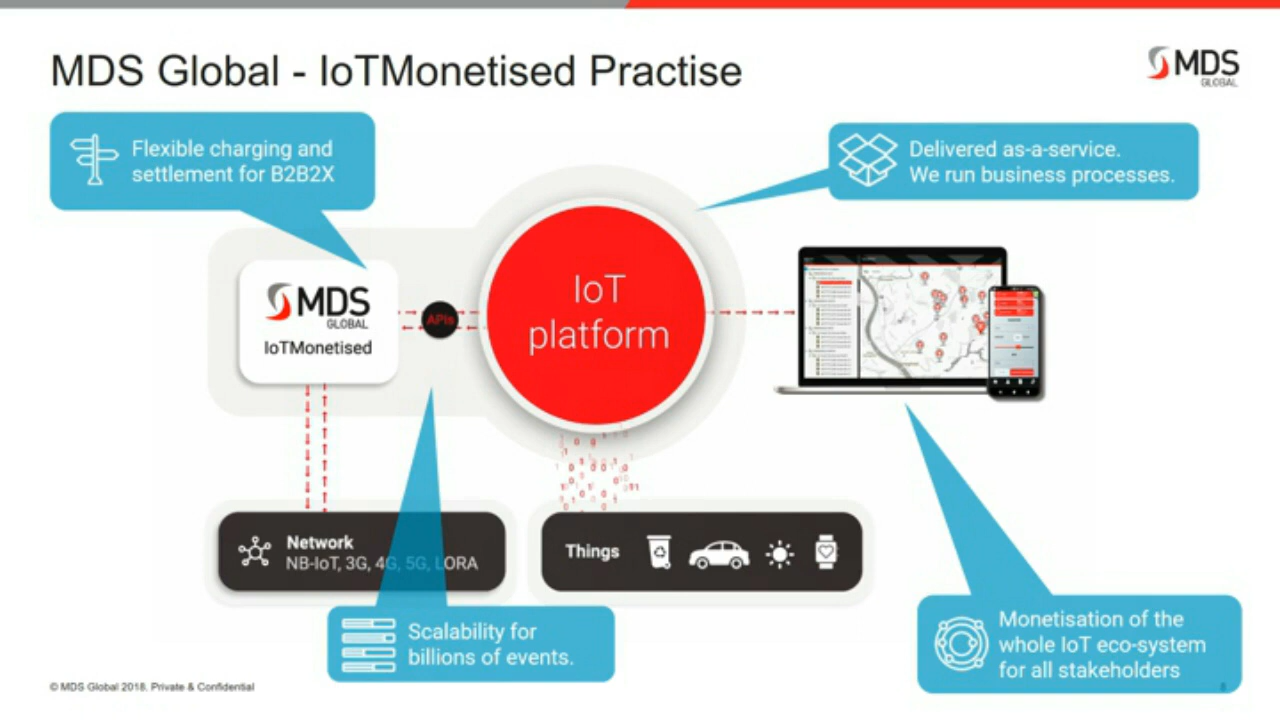 MDS Global - IoTMonetised Practise
MDS
GLOBAL
Flexible charging and
settlement for B2B2X
Delivered as-a-service.
We run business processes.
MDS
GLOBAL
IoTMonetised
APIs
IoT
platform
Network
NB-IoT, 3G, 4G, 5G, LORA
Things
Scalability for
billions of events.
Monetisation of the
whole IoT eco-system
for all stakeholders
© MDS Global 2018. Private & Confidential